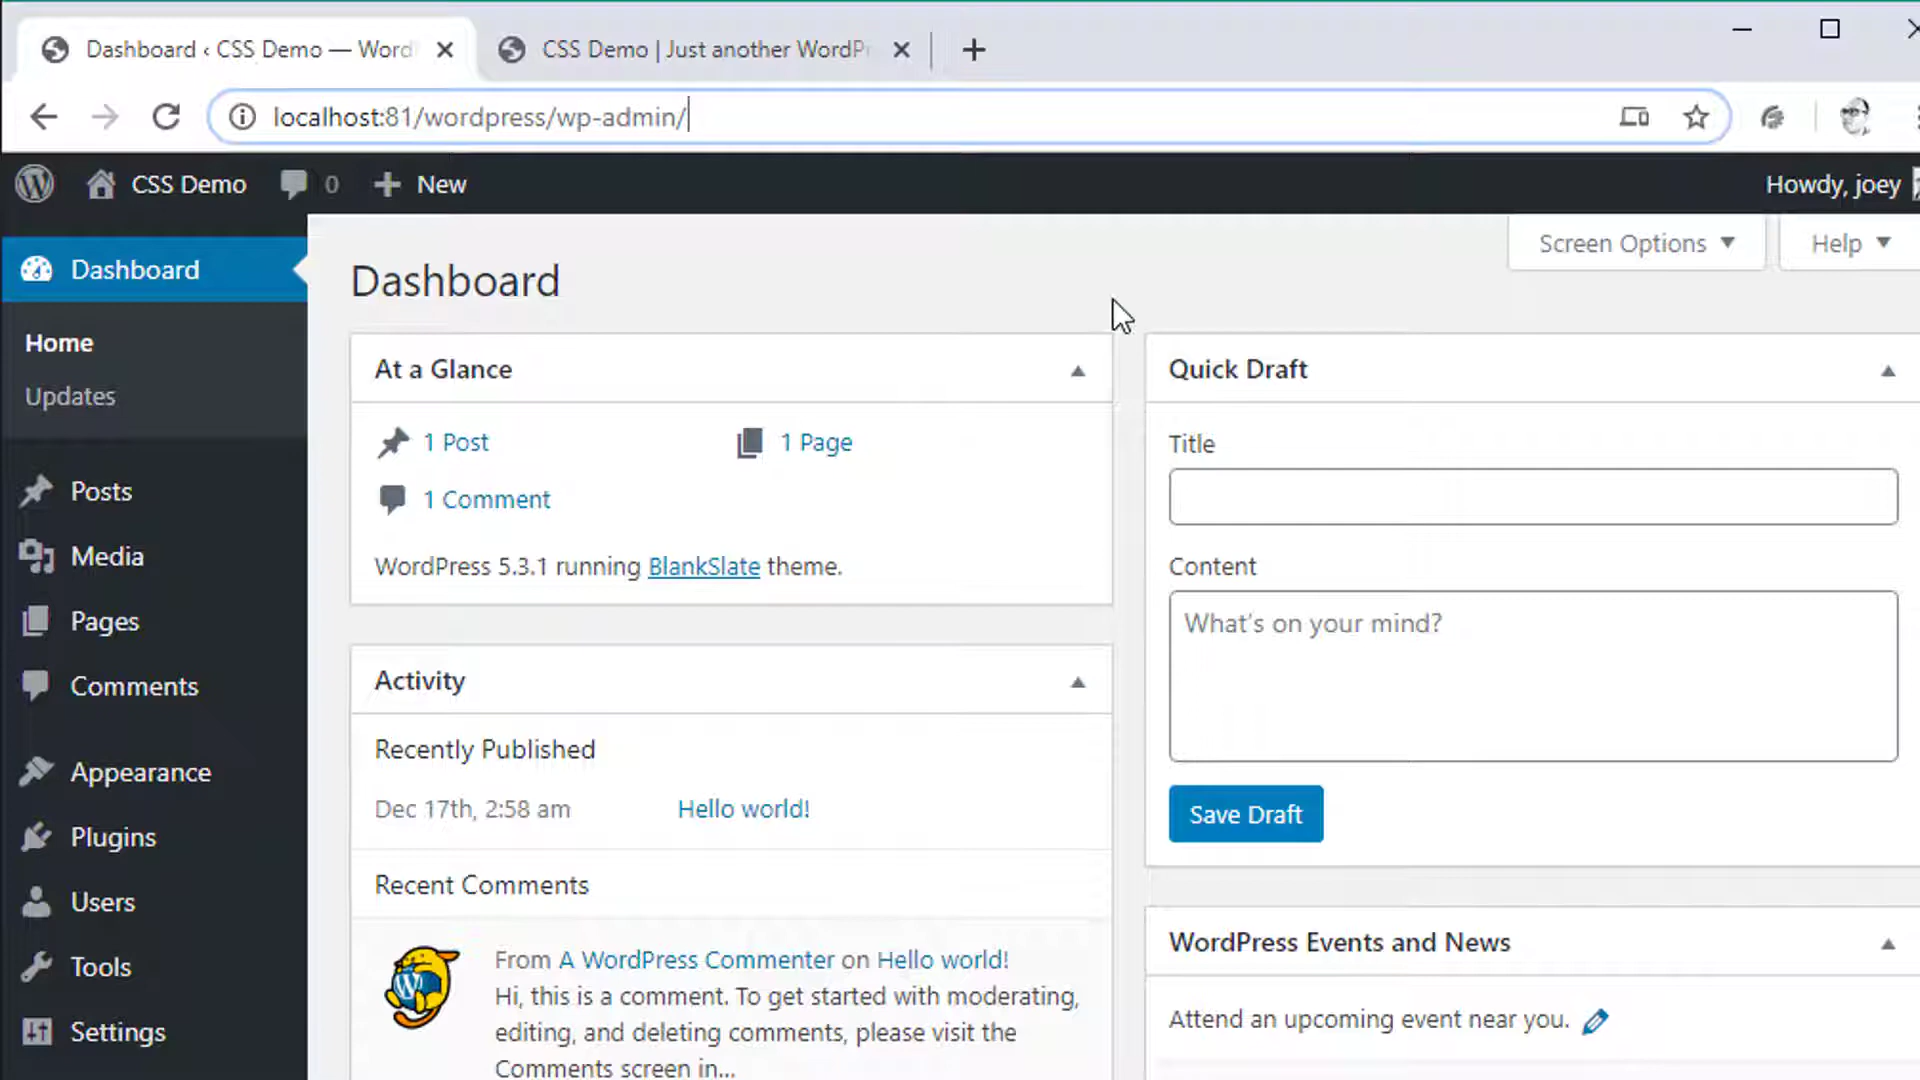 Dashboard ‹ CSS Demo — Word
CSS Demo | Just another WordPr
localhost:81/wordpress/wp-admin/
CSS Demo
0
New
Howdy, joey
Dashboard
Home
Updates
Posts
Media
Pages
Comments
Appearance
Plugins
Users
Tools
Settings
Screen Options
Help
Dashboard
At a Glance
1 Post
1 Page
1 Comment
WordPress 5.3.1 running BlankSlate theme.
Activity
Recently Published
Dec 17th, 2:58 am
Hello world!
Recent Comments
From A WordPress Commenter on Hello world!
Hi, this is a comment. To get started with moderating,
editing, and deleting comments, please visit the
Comments screen in...
Quick Draft
Title
Content
What's on your mind?
Save Draft
WordPress Events and News
Attend an upcoming event near you.